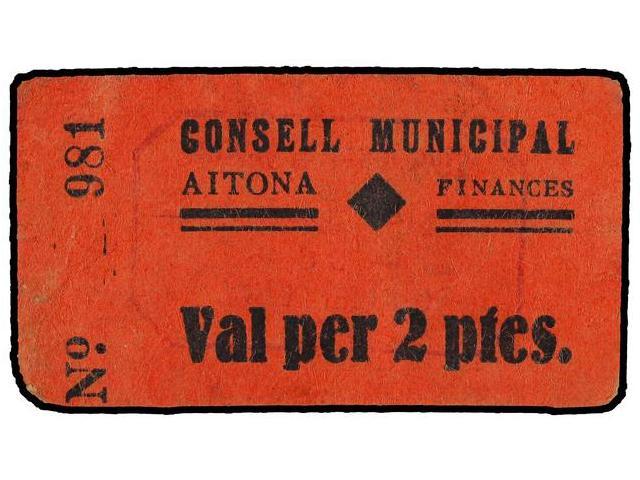 Nº. 981
CONSELL MUNICIPAL
AITONA FINANCES
Val per 2 ptes.